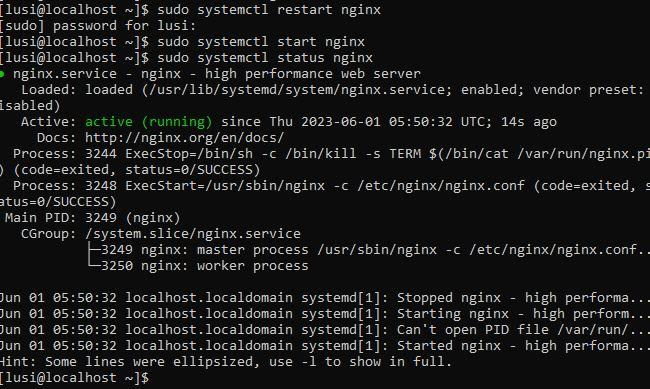 [lusi@localhost ~]$ sudo systemctl restart nginx
[sudo] password for lusi:
[lusi@localhost ~]$ sudo systemctl start nginx
[lusi@localhost ~]$ sudo systemctl status nginx
● nginx.service - nginx - high performance web server
Loaded: loaded (/usr/lib/systemd/system/nginx.service; enabled; vendor preset:
isabled)
Active: active (running) since Thu 2023-06-01 05:50:32 UTC; 14s ago
Docs: http://nginx.org/en/docs/
Process: 3244 ExecStop=/bin/sh -c /bin/kill -s TERM $(/bin/cat /var/run/nginx.pi
) (code=exited, status=0/SUCCESS)
Process: 3248 ExecStart=/usr/sbin/nginx -c /etc/nginx/nginx.conf (code=exited, s
atus=0/SUCCESS)
Main PID: 3249 (nginx)
CGroup: /system.slice/nginx.service
├─3249 nginx: master process /usr/sbin/nginx -c /etc/nginx/nginx.conf..
└─3250 nginx: worker process
Jun 01 05:50:32 localhost.localdomain systemd[1]: Stopped nginx - high performa...
Jun 01 05:50:32 localhost.localdomain systemd[1]: Starting nginx - high perform...
Jun 01 05:50:32 localhost.localdomain systemd[1]: Can't open PID file /var/run/...
Jun 01 05:50:32 localhost.localdomain systemd[1]: Started nginx - high performa...
Hint: Some lines were ellipsized, use -l to show in full.
[lusi@localhost ~]$